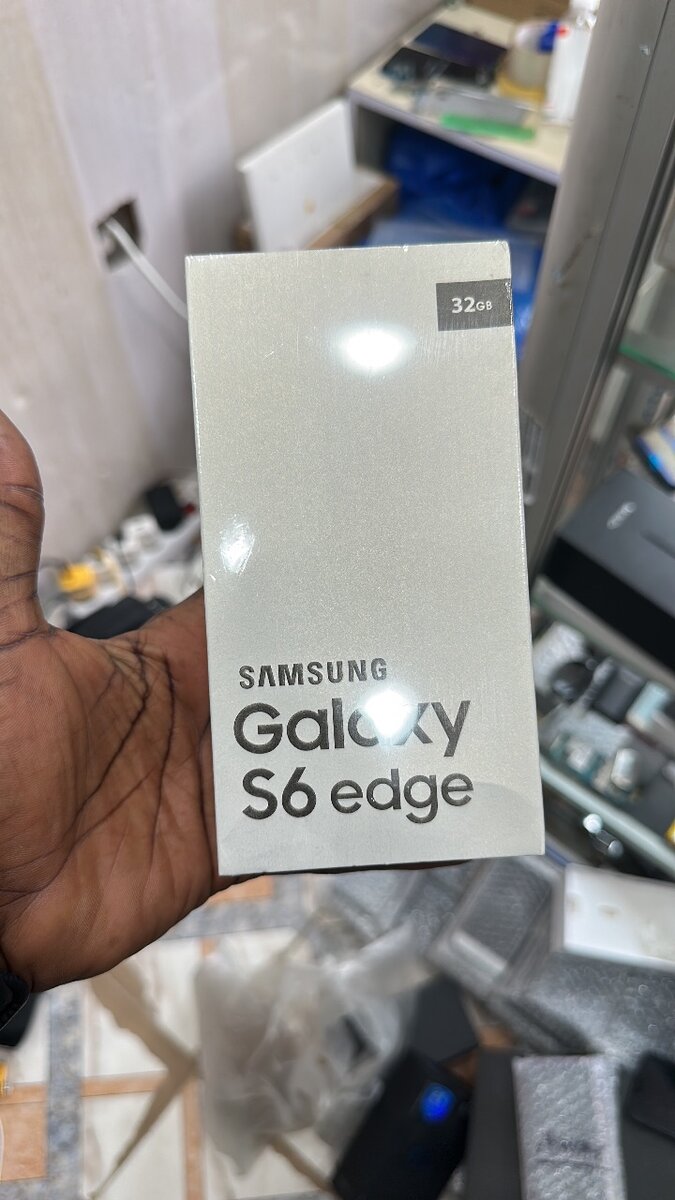 32GB
SAMSUNG
Galaxy
S6 edge